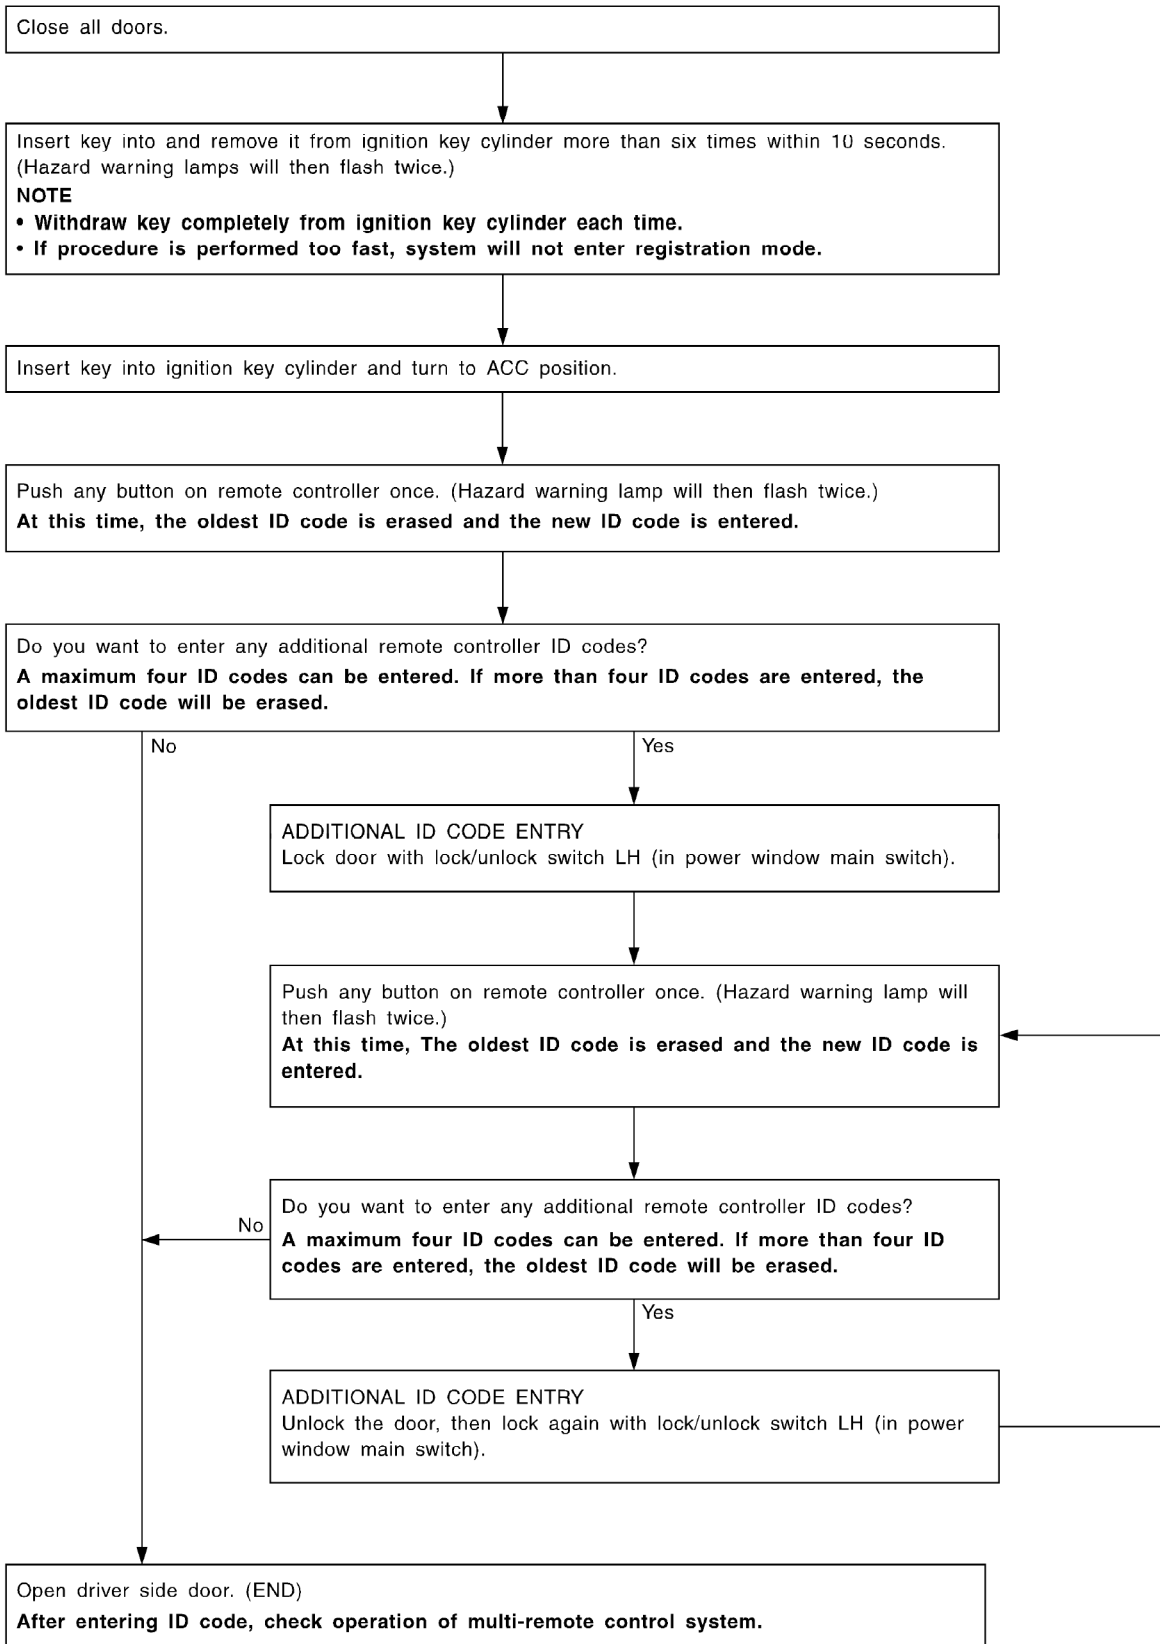 Close all doors.
Insert key into and remove it from ignition key cylinder more than six times within 10 seconds.
(Hazard warning lamps will then flash twice.)
NOTE
• Withdraw key completely from ignition key cylinder each time.
• If procedure is performed too fast, system will not enter registration mode.
Insert key into ignition key cylinder and turn to ACC position.
Push any button on remote controller once. (Hazard warning lamp will then flash twice.)
At this time, the oldest ID code is erased and the new ID code is entered.
Do you want to enter any additional remote controller ID codes?
A maximum four ID codes can be entered. If more than four ID codes are entered, the
oldest ID code will be erased.
No
Yes
ADDITIONAL ID CODE ENTRY
Lock door with lock/unlock switch LH (in power window main switch).
Push any button on remote controller once. (Hazard warning lamp will
then flash twice.)
At this time, The oldest ID code is erased and the new ID code is
entered.
Do you want to enter any additional remote controller ID codes?
No
A maximum four ID codes can be entered. If more than four ID
codes are entered, the oldest ID code will be erased.
Yes
ADDITIONAL ID CODE ENTRY
Unlock the door, then lock again with lock/unlock switch LH (in power
window main switch).
Open driver side door. (END)
After entering ID code, check operation of multi-remote control system.